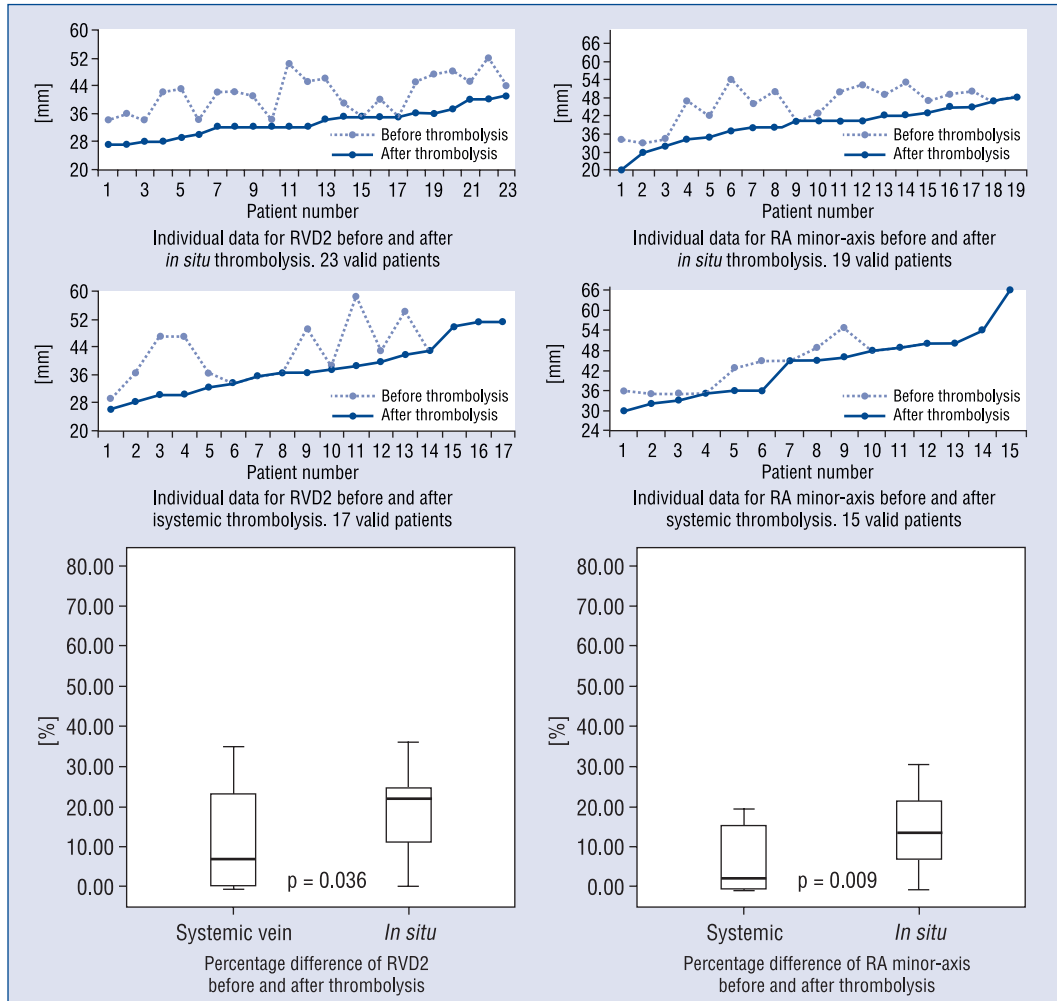 60
52
44
36
28
20
[mm]
Before thrombolysis
After thrombolysis
1 3 5 7 9 11 13 15 17 19 21 23
Patient number
Individual data for RVD2 before and after
in situ thrombolysis. 23 valid patients
66
60
54
48
42
36
30
20
[mm]
Before thrombolysis
After thrombolysis
1 2 3 4 5 6 7 8 9 10 11 12 13 14 15 16 17 18 19
Patient number
Individual data for RA minor-axis before and after
in situ thrombolysis. 19 valid patients
60
52
44
36
28
20
[mm]
Before thrombolysis
After thrombolysis
1 2 3 4 5 6 7 8 9 10 11 12 13 14 15 16 17
Patient number
Individual data for RVD2 before and after
isystemic thrombolysis. 17 valid patients
66
60
54
48
42
36
30
24
[mm]
Before thrombolysis
After thrombolysis
1 2 3 4 5 6 7 8 9 10 11 12 13 14 15
Patient number
Individual data for RA minor-axis before and after
systemic thrombolysis. 15 valid patients
80.00
70.00
60.00
50.00
40.00
30.00
20.00
10.00
0.00
[%]
p = 0.036
Systemic vein In situ
Percentage difference of RVD2
before and after thrombolysis
80.00
70.00
60.00
50.00
40.00
30.00
20.00
10.00
0.00
[%]
p = 0.009
Systemic In situ
Percentage difference of RA minor-axis
before and after thrombolysis